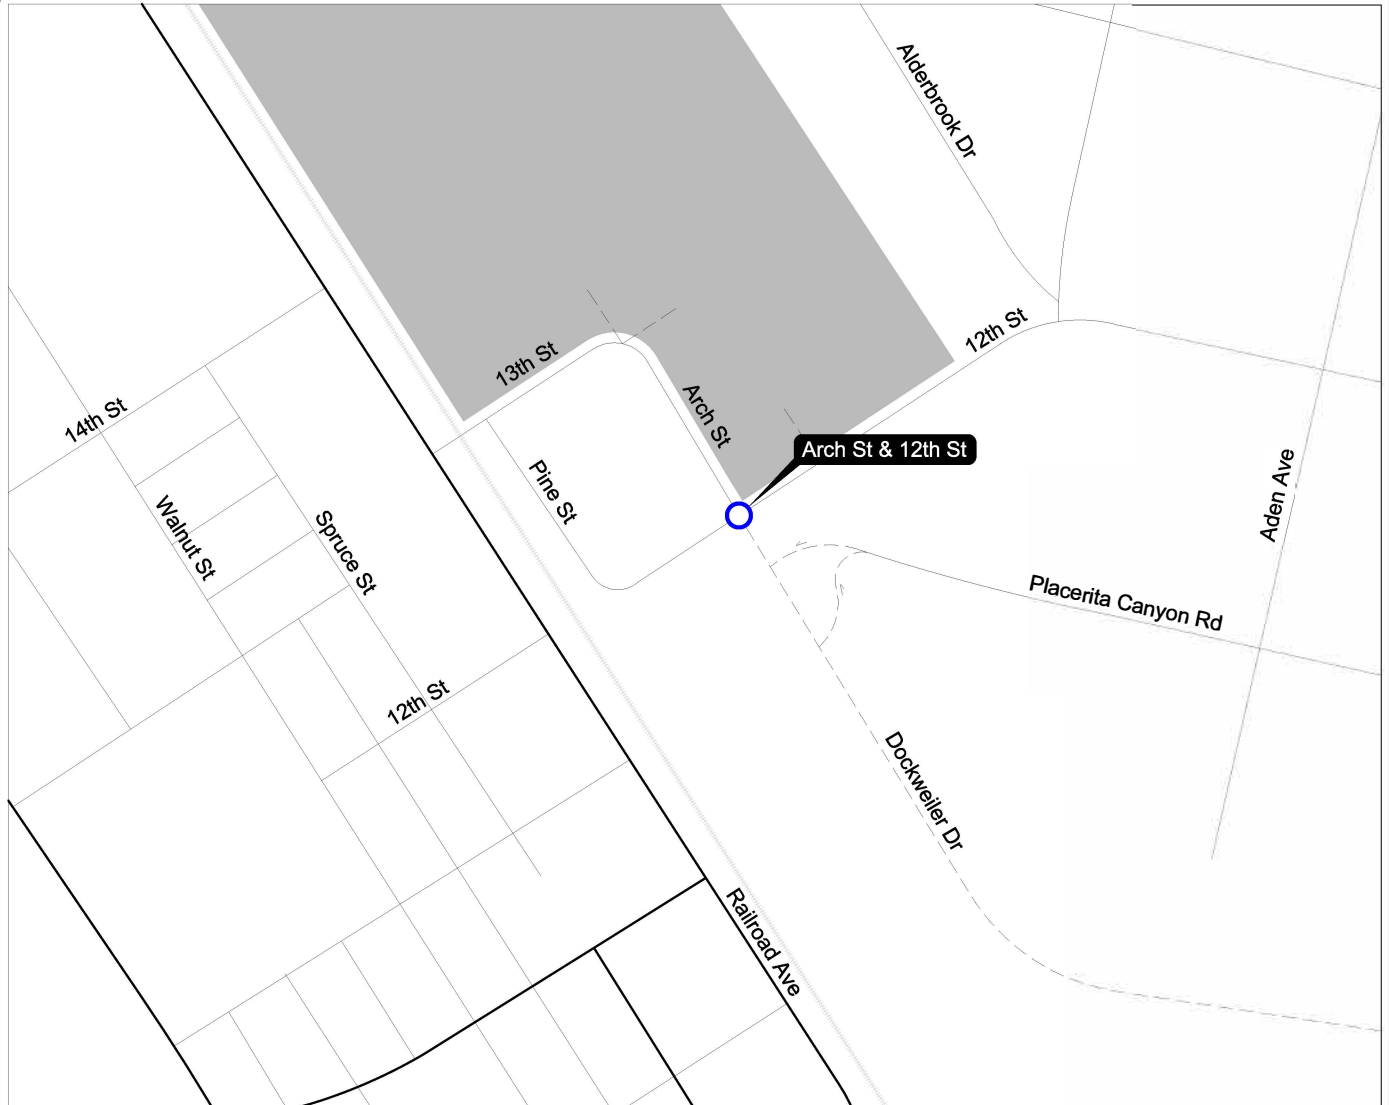 Alderbrook Dr
12th St
13th St
Arch St
14th St
Arch St & 12th St
Aden Ave
Pine St
Walnut St
Spruce St
Placerita Canyon Rd
12th St
Dockweiler Dr
Railroad Ave